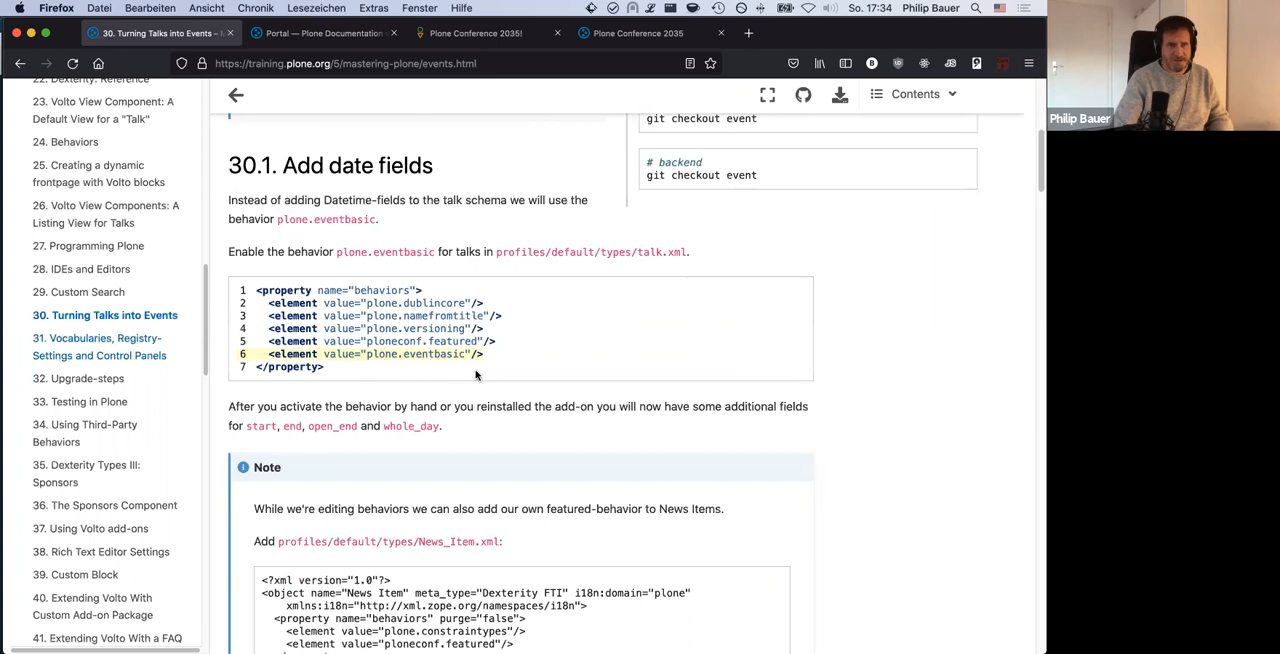 Firefox Datei Bearbeiten Ansicht Chronik Lesezeichen Extras Fenster Hilfe So. 17:34 Philip Bauer
30. Turning Talks into Events – Portal — Plone Documentation Plone Conference 2035! Plone Conference 2035
https://training.plone.org/5/mastering-plone/events.html
Philip Bauer
22. Dexterity: Reference
23. Volto View Component: A
Default View for a "Talk"
24. Behaviors
25. Creating a dynamic
frontpage with Volto blocks
26. Volto View Components: A
Listing View for Talks
27. Programming Plone
28. IDEs and Editors
29. Custom Search
30. Turning Talks into Events
31. Vocabularies, Registry-
Settings and Control Panels
32. Upgrade-steps
33. Testing in Plone
34. Using Third-Party
Behaviors
35. Dexterity Types III:
Sponsors
36. The Sponsors Component
37. Using Volto add-ons
38. Rich Text Editor Settings
39. Custom Block
40. Extending Volto With
Custom Add-on Package
41. Extending Volto With a FAQ
Contents
git checkout event
# backend
git checkout event
30.1. Add date fields
Instead of adding Datetime-fields to the talk schema we will use the
behavior plone.eventbasic.
Enable the behavior plone.eventbasic for talks in profiles/default/types/talk.xml.
1 <property name="behaviors">
2 <element value="plone.dublincore"/>
3 <element value="plone.namefromtitle"/>
4 <element value="plone.versioning"/>
5 <element value="ploneconf.featured"/>
6 <element value="plone.eventbasic"/>
7 </property>
After you activate the behavior by hand or you reinstalled the add-on you will now have some additional fields
for start, end, open_end and whole_day.
Note
While we're editing behaviors we can also add our own featured-behavior to News Items.
Add profiles/default/types/News_Item.xml:
<?xml version="1.0"?>
<object name="News Item" meta_type="Dexterity FTI" i18n:domain="plone"
xmlns:i18n="http://xml.zope.org/namespaces/i18n">
<property name="behaviors" purge="false">
<element value="plone.constraintypes"/>
<element value="ploneconf.featured"/>